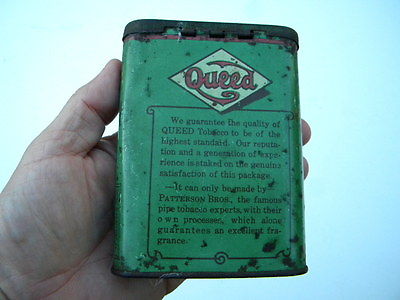 Queed
We guarantee the quality of
QUEED Tobacco to be of the
highest standard. Our reputa-
tion and a generation of expe-
rience is staked on the genuine
satisfaction of this package.
—It can only be made by
PATTERSON BROS., the famous
pipe tobacco experts, with their
own processes, which alone
guarantees an excellent fra-
grance.